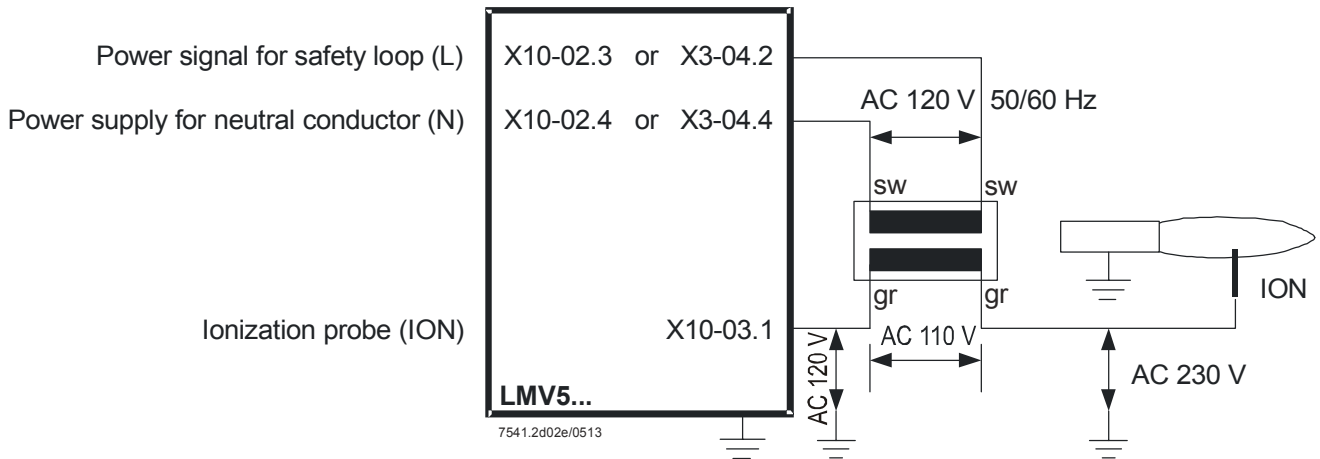 Power signal for safety loop (L) X10-02.3 or X3-04.2
AC 120 V 50/60 Hz
Power supply for neutral conductor (N) X10-02.4 or X3-04.4
sw sw
ION
gr gr
Ionization probe (ION) X10-03.1
AC 120 V
AC 110 V
AC 230 V
LMV5...
7541.2d02e/0513